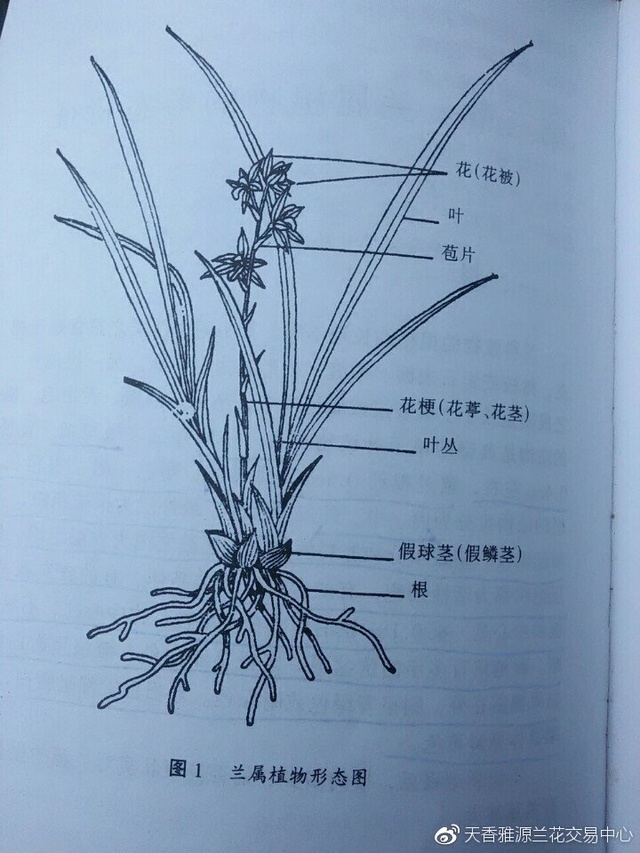 花(花被)
叶
苞片
花梗(花葶、花茎)
叶丛
假球茎(假鳞茎)
根
图1 兰属植物形态图
天香雅源兰花交易中心